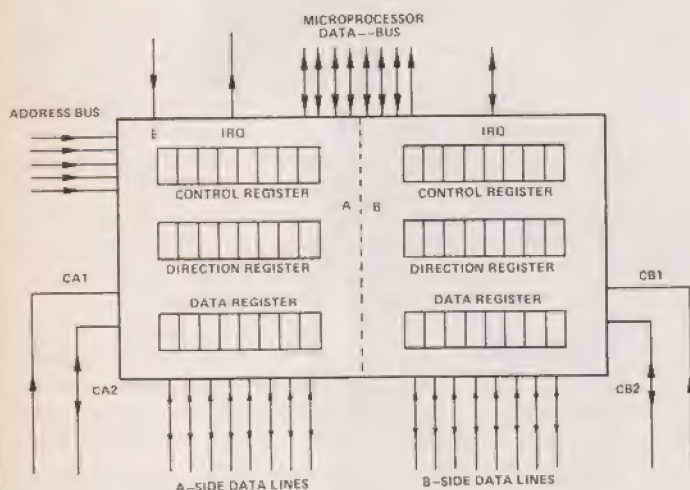 MICROPROCESSOR
DATA--BUS
ADDRESS BUS
E IRQ
IRQ
CONTROL REGISTER
CONTROL REGISTER
A B
DIRECTION REGISTER
DIRECTION REGISTER
CA1
CB1
DATA REGISTER
DATA REGISTER
CA2
CB2
A-SIDE DATA LINES
B-SIDE DATA LINES